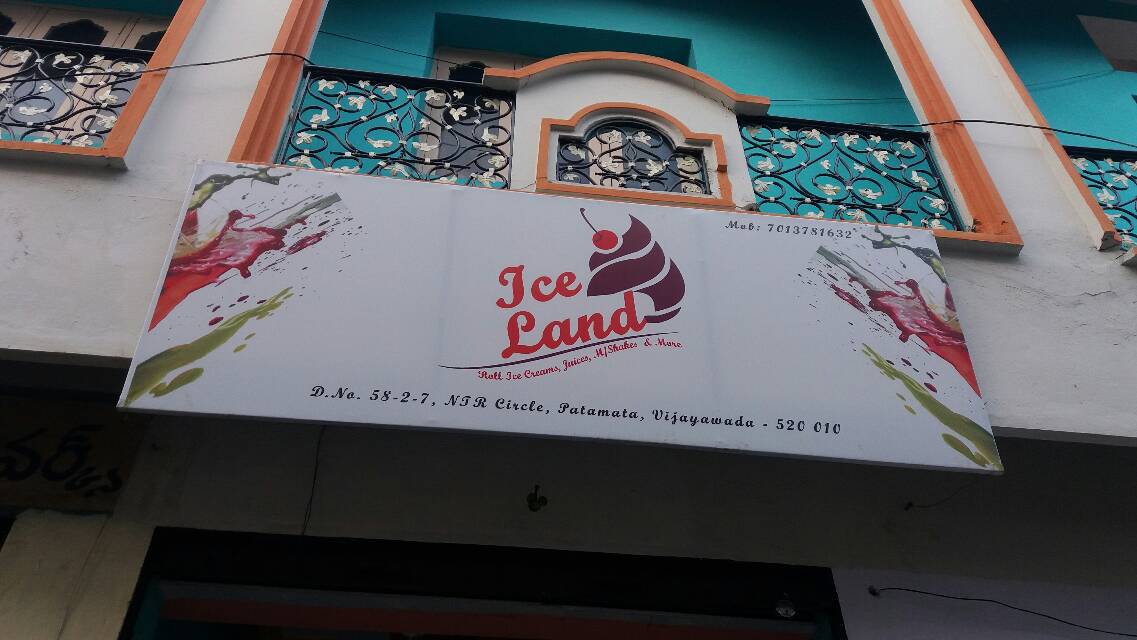 Mob: 7013781632
Ice
Land
Roll Ice Creams, Juices, M/Shakes & More
D.No. 58-2-7, NTR Circle, Patamata, Vijayawada - 520 010